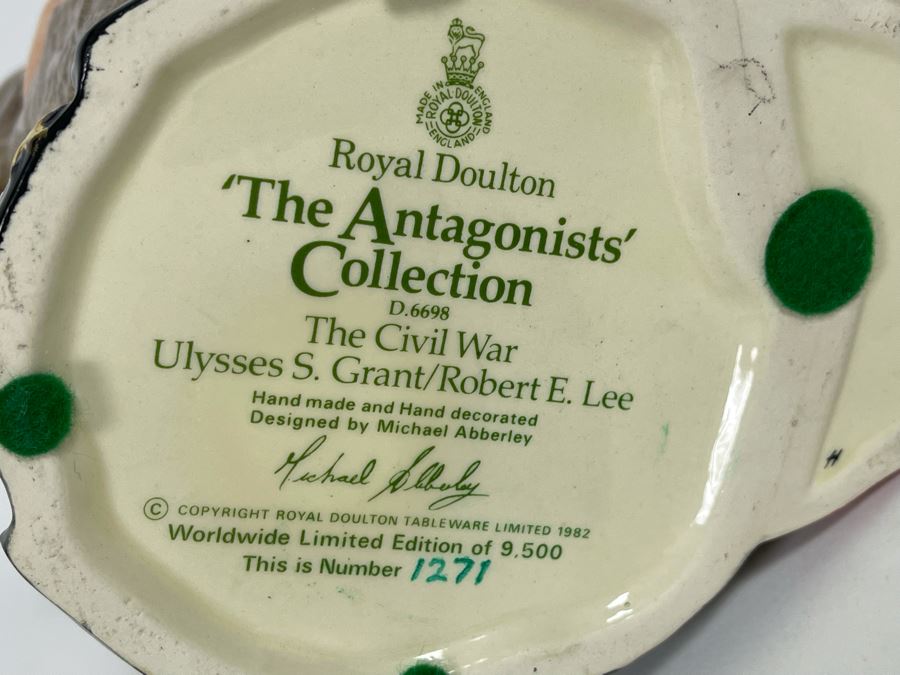 MADE IN ENGLAND
ROYAL·DOULTON
ENGLAND
Royal Doulton
'The Antagonists'
Collection
D.6698
The Civil War
Ulysses S. Grant/Robert E. Lee
Hand made and Hand decorated
Designed by Michael Abberley
Michael Abberley
© COPYRIGHT ROYAL DOULTON TABLEWARE LIMITED 1982
Worldwide Limited Edition of 9,500
This is Number 1271
H